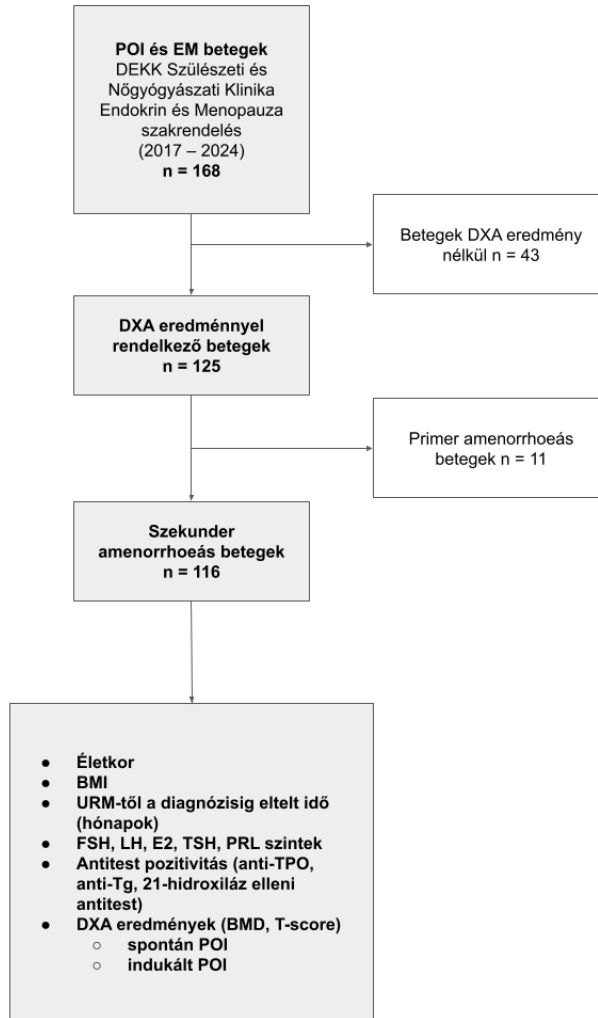 POI és EM betegek
DEKK Szülészeti és
Nőgyógyászati Klinika
Endokrin és Menopauza
szakrendelés
(2017 – 2024)
n = 168
Betegek DXA eredmény
nélkül n = 43
DXA eredménnyel
rendelkező betegek
n = 125
Primer amenorrhoeás
betegek n = 11
Szekunder
amenorrhoeás betegek
n = 116
● Életkor
● BMI
● URM-től a diagnózisig eltelt idő
(hónapok)
● FSH, LH, E2, TSH, PRL szintek
● Antitest pozitivitás (anti-TPO,
anti-Tg, 21-hidroxiláz elleni
antitest)
● DXA eredmények (BMD, T-score)
○ spontán POI
○ indukált POI